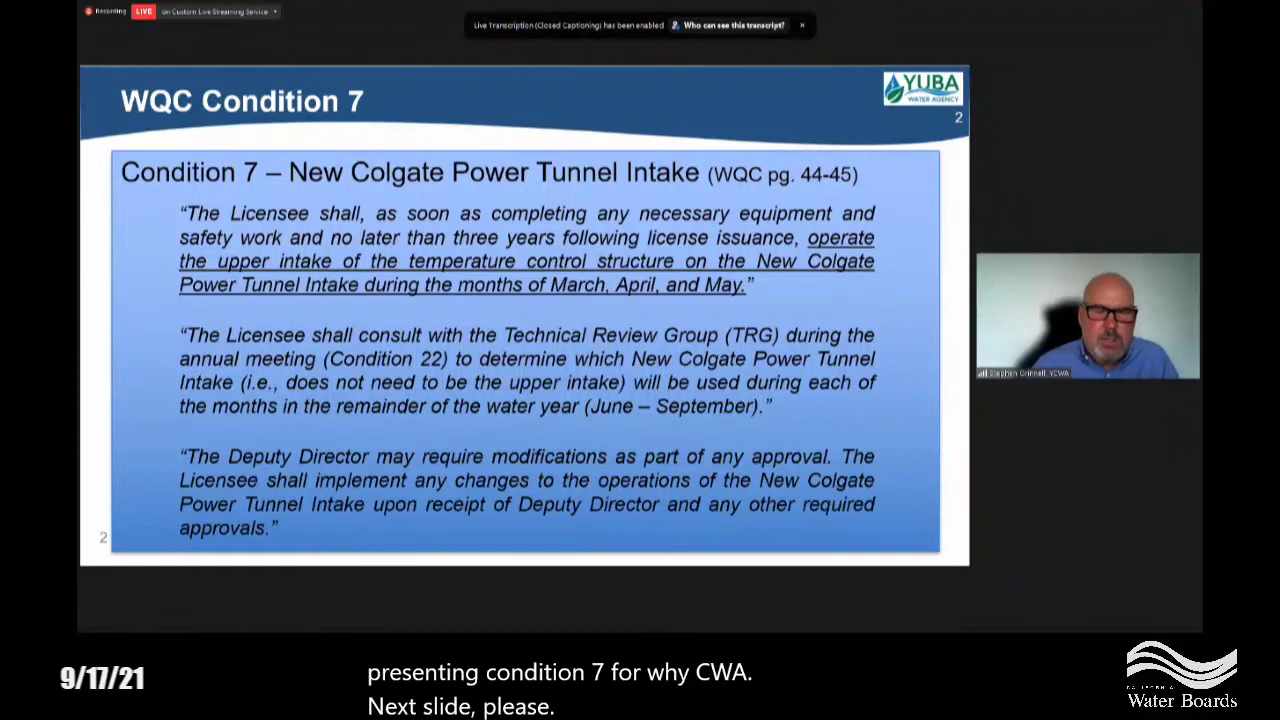 Recording
LIVE
on Custom Live Streaming Service
Live Transcription (Closed Captioning) has been enabled
Who can see this transcript?
WQC Condition 7
YUBA
WATER AGENCY
2
Condition 7 – New Colgate Power Tunnel Intake (WQC pg. 44-45)
“The Licensee shall, as soon as completing any necessary equipment and
safety work and no later than three years following license issuance, operate
the upper intake of the temperature control structure on the New Colgate
Power Tunnel Intake during the months of March, April, and May.”
“The Licensee shall consult with the Technical Review Group (TRG) during the
annual meeting (Condition 22) to determine which New Colgate Power Tunnel
Intake (i.e., does not need to be the upper intake) will be used during each of
the months in the remainder of the water year (June – September).”
“The Deputy Director may require modifications as part of any approval. The
Licensee shall implement any changes to the operations of the New Colgate
Power Tunnel Intake upon receipt of Deputy Director and any other required
approvals.”
2
Stephen Grinnell, YCWA
9/17/21
presenting condition 7 for why CWA.
Next slide, please.
CALIFORNIA
Water Boards